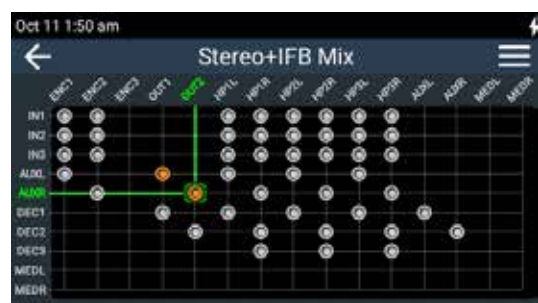 Oct 11 1:50 am
Stereo+IFB Mix
ENC1 ENC2 ENC3 OUT1 OUT2 HP1L HP1R HP2L HP2R HP3L HP3R AUXL AUXR MEDL MEDR
IN1
IN2
IN3
AUXL
AUXR
DEC1
DEC2
DEC3
MEDL
MEDR